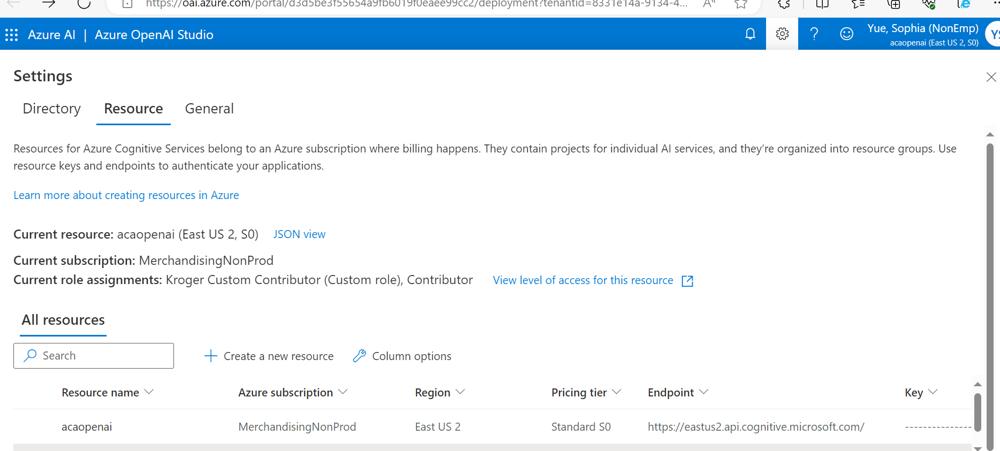 https://oai.azure.com/portal/d3d5be3f55654a9fb6019f0eaee99cc2/deployment?tenantid=8331e14a-9134-4...
Azure AI | Azure OpenAI Studio
Yue, Sophia (NonEmp)
acaopenai (East US 2, S0)
YS
Settings
Directory Resource General
Resources for Azure Cognitive Services belong to an Azure subscription where billing happens. They contain projects for individual AI services, and they’re organized into resource groups. Use
resource keys and endpoints to authenticate your applications.
Learn more about creating resources in Azure
Current resource: acaopenai (East US 2, S0) JSON view
Current subscription: MerchandisingNonProd
Current role assignments: Kroger Custom Contributor (Custom role), Contributor View level of access for this resource
All resources
Search Create a new resource Column options
Resource name Azure subscription Region Pricing tier Endpoint Key
acaopenai MerchandisingNonProd East US 2 Standard S0 https://eastus2.api.cognitive.microsoft.com/ ---------------